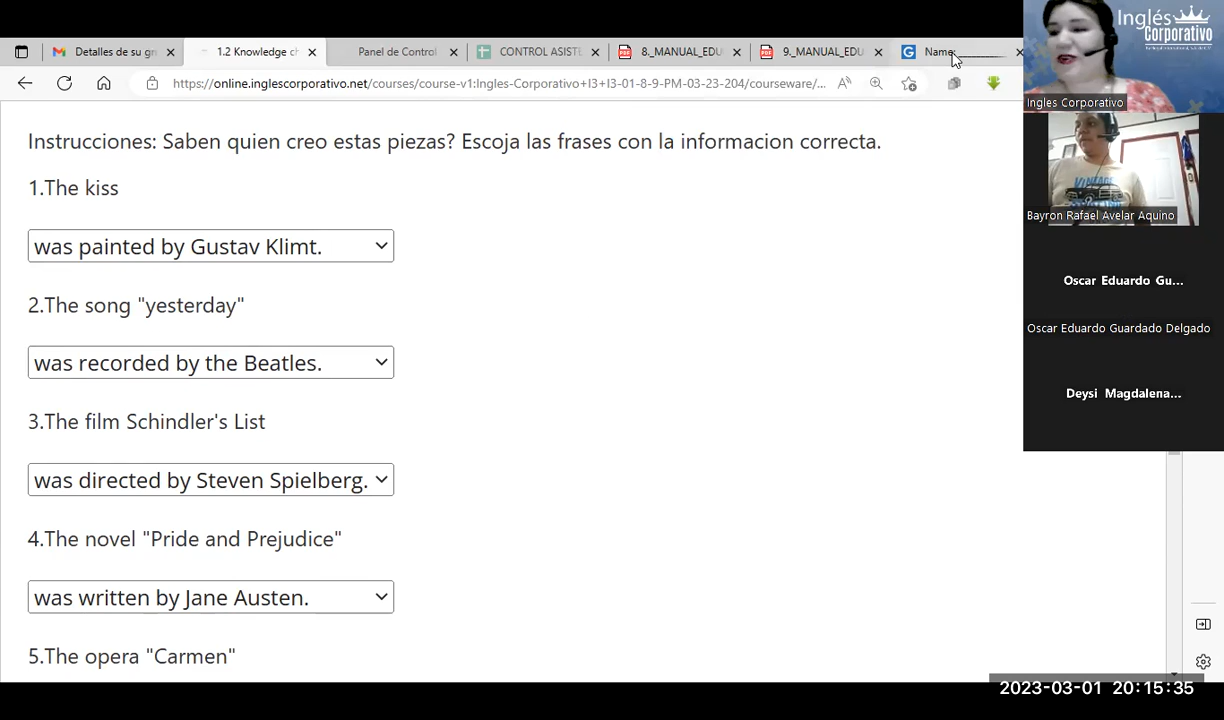 Detalles de su gn
1.2 Knowledge ch
Panel de Control
CONTROL ASIST
8_MANUAL_EDU
9_MANUAL_EDU
Name:
https://online.inglescorporativo.net/courses/course-v1:Ingles-Corporativo+I3+I3-01-8-9-PM-03-23-204/courseware/...
Inglés
Corporativo
Ingles Corporativo
Bayron Rafael Avelar Aquino
Oscar Eduardo Gu...
Oscar Eduardo Guardado Delgado
Deysi Magdalena...
Instrucciones: Saben quien creo estas piezas? Escoja las frases con la informacion correcta.
1.The kiss
was painted by Gustav Klimt.
2.The song "yesterday"
was recorded by the Beatles.
3.The film Schindler's List
was directed by Steven Spielberg.
4.The novel "Pride and Prejudice"
was written by Jane Austen.
5.The opera "Carmen"
2023-03-01 20:15:35